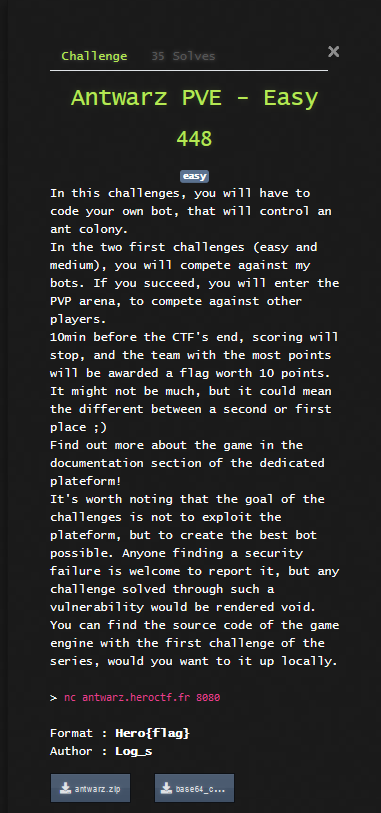 Challenge 35 Solves ×
Antwarz PVE - Easy
448
easy
In this challenges, you will have to
code your own bot, that will control an
ant colony.
In the two first challenges (easy and
medium), you will compete against my
bots. If you succeed, you will enter the
PVP arena, to compete against other
players.
10min before the CTF's end, scoring will
stop, and the team with the most points
will be awarded a flag worth 10 points.
It might not be much, but it could mean
the different between a second or first
place ;)
Find out more about the game in the
documentation section of the dedicated
plateform!
It's worth noting that the goal of the
challenges is not to exploit the
plateform, but to create the best bot
possible. Anyone finding a security
failure is welcome to report it, but any
challenge solved through such a
vulnerability would be rendered void.
You can find the source code of the game
engine with the first challenge of the
series, would you want to it up locally.
> nc antwarz.heroctf.fr 8080
Format : Hero{flag}
Author : Log_s
antwarz.zip base64_c...